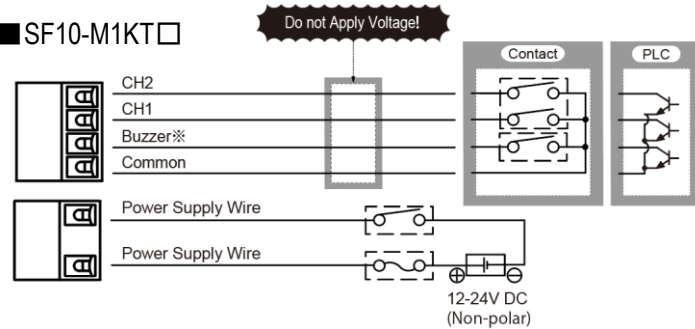 Do not Apply Voltage!
■SF10-M1KT□
Contact
PLC
CH2
CH1
Buzzer※
Common
Power Supply Wire
Power Supply Wire
⊕ ⊖
12-24V DC
(Non-polar)